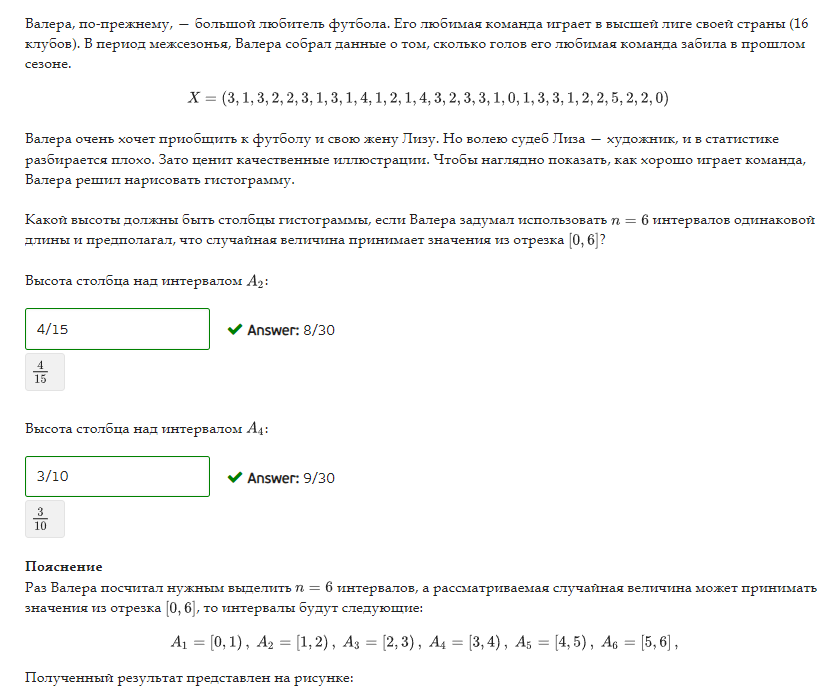 Валера, по-прежнему, — большой любитель футбола. Его любимая команда играет в высшей лиге своей страны (16
клубов). В период межсезонья, Валера собрал данные о том, сколько голов его любимая команда забила в прошлом
сезоне.
X = (3, 1, 3, 2, 2, 3, 1, 3, 1, 4, 1, 2, 1, 4, 3, 2, 3, 3, 1, 0, 1, 3, 3, 1, 2, 2, 5, 2, 2, 0)
Валера очень хочет приобщить к футболу и свою жену Лизу. Но волею судеб Лиза — художник, и в статистике
разбирается плохо. Зато ценит качественные иллюстрации. Чтобы наглядно показать, как хорошо играет команда,
Валера решил нарисовать гистограмму.
Какой высоты должны быть столбцы гистограммы, если Валера задумал использовать n = 6 интервалов одинаковой
длины и предполагал, что случайная величина принимает значения из отрезка [0, 6]?
Высота столбца над интервалом A₂:
4/15
Answer: 8/30
4
15
Высота столбца над интервалом A₄:
3/10
Answer: 9/30
3
10
Пояснение
Раз Валера посчитал нужным выделить n = 6 интервалов, а рассматриваемая случайная величина может принимать
значения из отрезка [0, 6], то интервалы будут следующие:
A₁ = [0, 1) , A₂ = [1, 2) , A₃ = [2, 3) , A₄ = [3, 4) , A₅ = [4, 5) , A₆ = [5, 6] ,
Полученный результат представлен на рисунке: